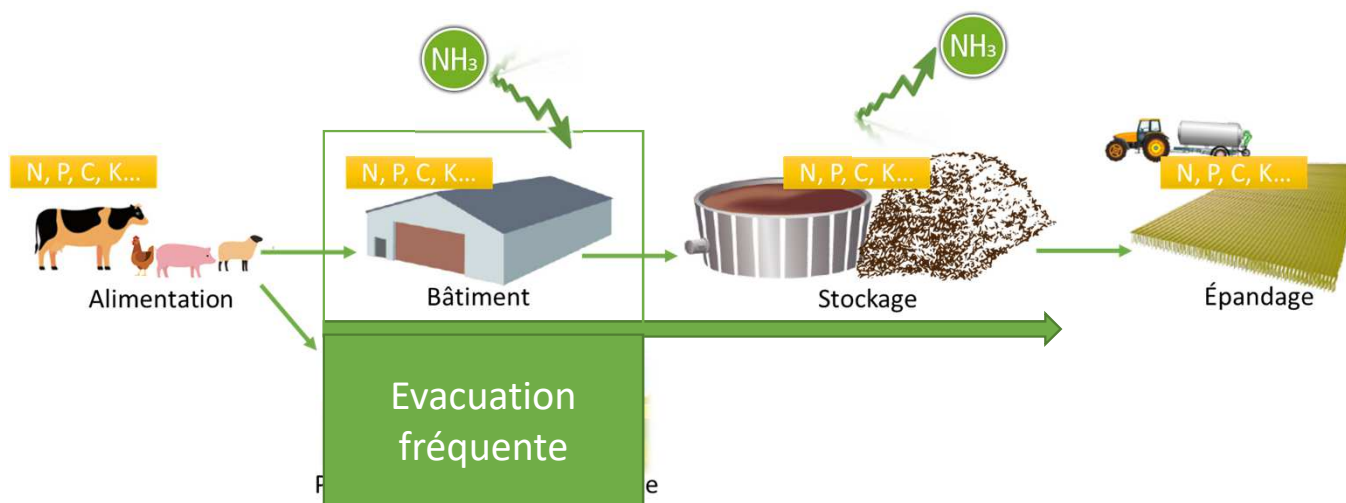 NH₃
NH₃
N, P, C, K...
N, P, C, K...
N, P, C, K...
N, P, C, K...
Alimentation
Bâtiment
Stockage
Épandage
Evacuation
fréquente